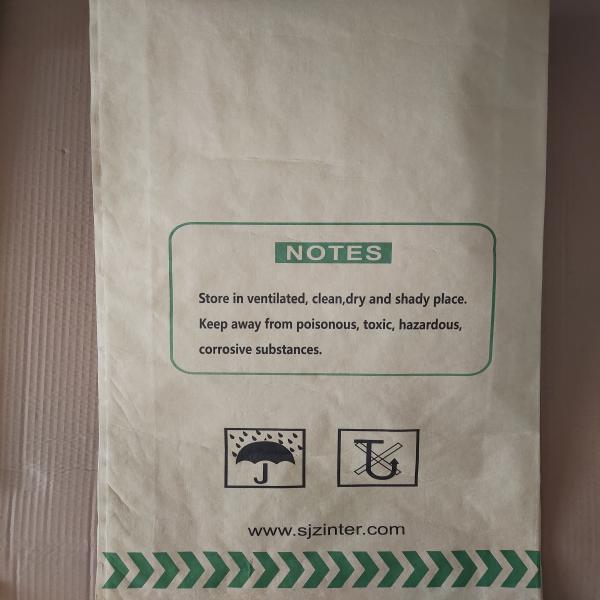 NOTES
Store in ventilated, clean,dry and shady place.
Keep away from poisonous, toxic, hazardous,
corrosive substances.
www.sjzinter.com